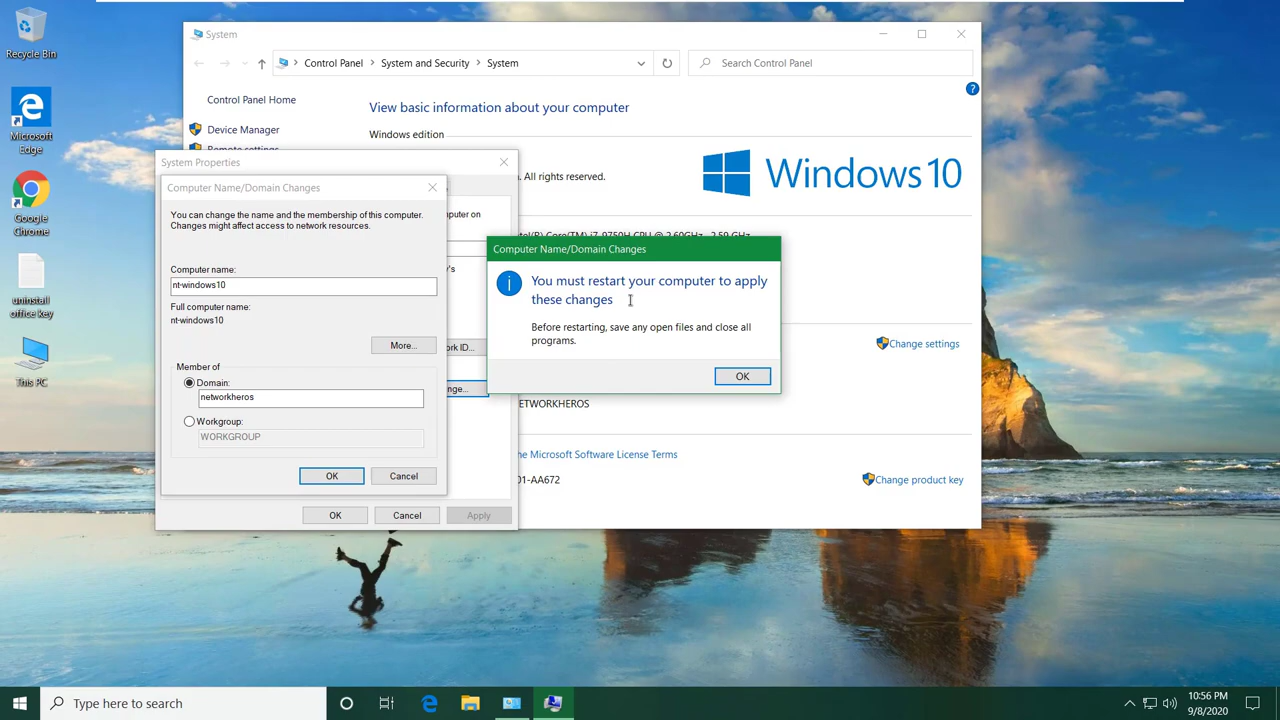 Recycle Bin
Microsoft
Edge
Google
Chrome
uninstall
office key
This PC
System
Control Panel
System and Security
System
Search Control Panel
Control Panel Home
View basic information about your computer
Device Manager
Windows edition
Remote settings
. All rights reserved.
Windows 10
System Properties
Computer Name/Domain Changes
You can change the name and the membership of this computer.
Changes might affect access to network resources.
Computer name:
nt-windows10
Full computer name:
nt-windows10
More...
Member of
Domain:
networkheros
Workgroup:
WORKGROUP
OK
Cancel
OK
Cancel
Apply
Computer Name/Domain Changes
You must restart your computer to apply
these changes
Before restarting, save any open files and close all
programs.
OK
Change settings
ETWORKHEROS
Microsoft Software License Terms
01-AA672
Change product key
Type here to search
10:56 PM
9/8/2020